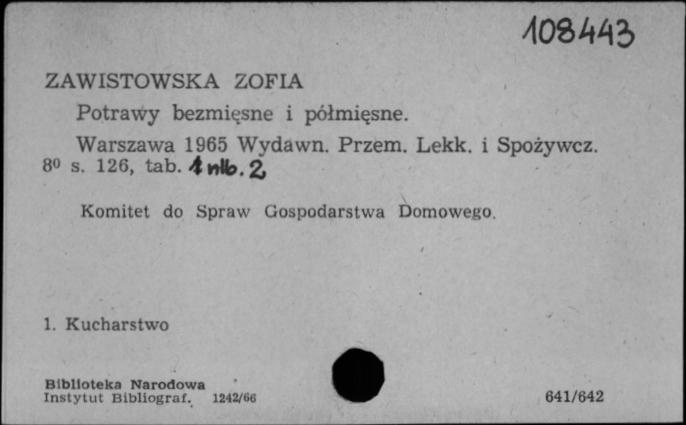 108443
ZAWISTOWSKA ZOFIA
Potrawy bezmięsne i półmięsne.
Warszawa 1965 Wydawn. Przem. Lekk. i Spożywcz.
8⁰ s. 126, tab. 1 nlb. 2
Komitet do Spraw Gospodarstwa Domowego.
1. Kucharstwo
Biblioteka Narodowa
Instytut Bibliograf. 1242/66
641/642